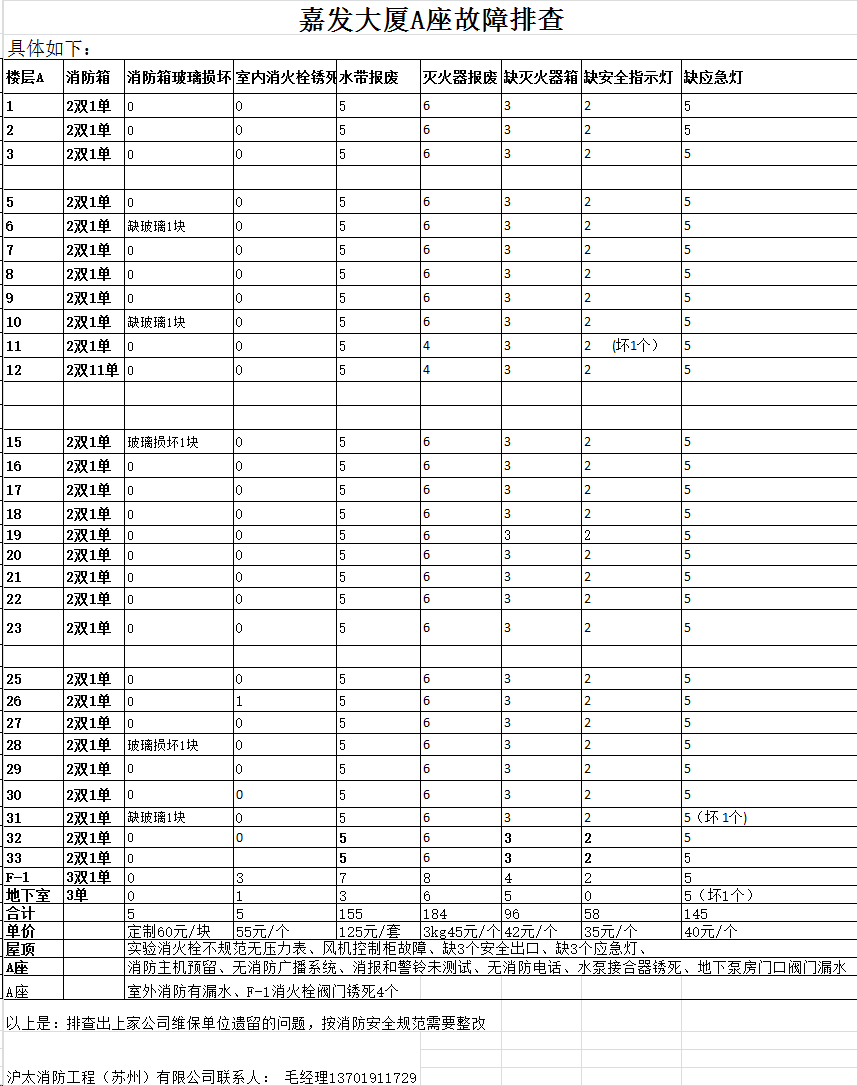 嘉发大厦A座故障排查
具体如下：
楼层A 消防箱 消防箱玻璃损坏 室内消火栓锈死 水带报废 灭火器报废 缺灭火器箱 缺安全指示灯 缺应急灯
1 2双1单 0 0 5 6 3 2 5
2 2双1单 0 0 5 6 3 2 5
3 2双1单 0 0 5 6 3 2 5
5 2双1单 0 0 5 6 3 2 5
6 2双1单 缺玻璃1块 0 5 6 3 2 5
7 2双1单 0 0 5 6 3 2 5
8 2双1单 0 0 5 6 3 2 5
9 2双1单 0 0 5 6 3 2 5
10 2双1单 缺玻璃1块 0 5 6 3 2 5
11 2双1单 0 0 5 4 3 2 (坏1个） 5
12 2双11单 0 0 5 4 3 2 5
15 2双1单 玻璃损坏1块 0 5 6 3 2 5
16 2双1单 0 0 5 6 3 2 5
17 2双1单 0 0 5 6 3 2 5
18 2双1单 0 0 5 6 3 2 5
19 2双1单 0 0 5 6 3 2 5
20 2双1单 0 0 5 6 3 2 5
21 2双1单 0 0 5 6 3 2 5
22 2双1单 0 0 5 6 3 2 5
23 2双1单 0 0 5 6 3 2 5
25 2双1单 0 0 5 6 3 2 5
26 2双1单 0 1 5 6 3 2 5
27 2双1单 0 0 5 6 3 2 5
28 2双1单 玻璃损坏1块 0 5 6 3 2 5
29 2双1单 0 0 5 6 3 2 5
30 2双1单 0 0 5 6 3 2 5
31 2双1单 缺玻璃1块 0 5 6 3 2 5（坏 1个)
32 2双1单 0 0 5 6 3 2 5
33 2双1单 0 5 6 3 2 5
F-1 3双1单 0 3 7 8 4 2 5
地下室 3单 0 1 3 6 5 0 5（坏1个）
合计 5 5 155 184 96 58 145
单价 定制60元/块 55元/个 125元/套 3kg45元/个 42元/个 35元/个 40元/个
屋顶 实验消火栓不规范无压力表、风机控制柜故障、缺3个安全出口、缺3个应急灯、
A座 消防主机预留、无消防广播系统、消报和警铃未测试、无消防电话、水泵接合器锈死、地下泵房门口阀门漏水
A座 室外消防有漏水、F-1消火栓阀门锈死4个
以上是：排查出上家公司维保单位遗留的问题，按消防安全规范需要整改
沪太消防工程（苏州）有限公司联系人： 毛经理13701911729